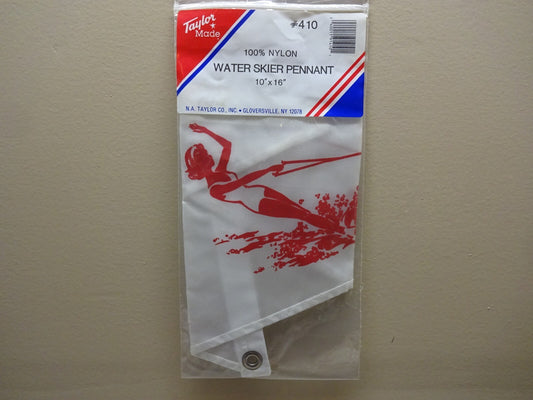 Taylor
Made
#410
100% NYLON
WATER SKIER PENNANT
10" x 16"
N.A. TAYLOR CO., INC. • GLOVERSVILLE, NY 12078